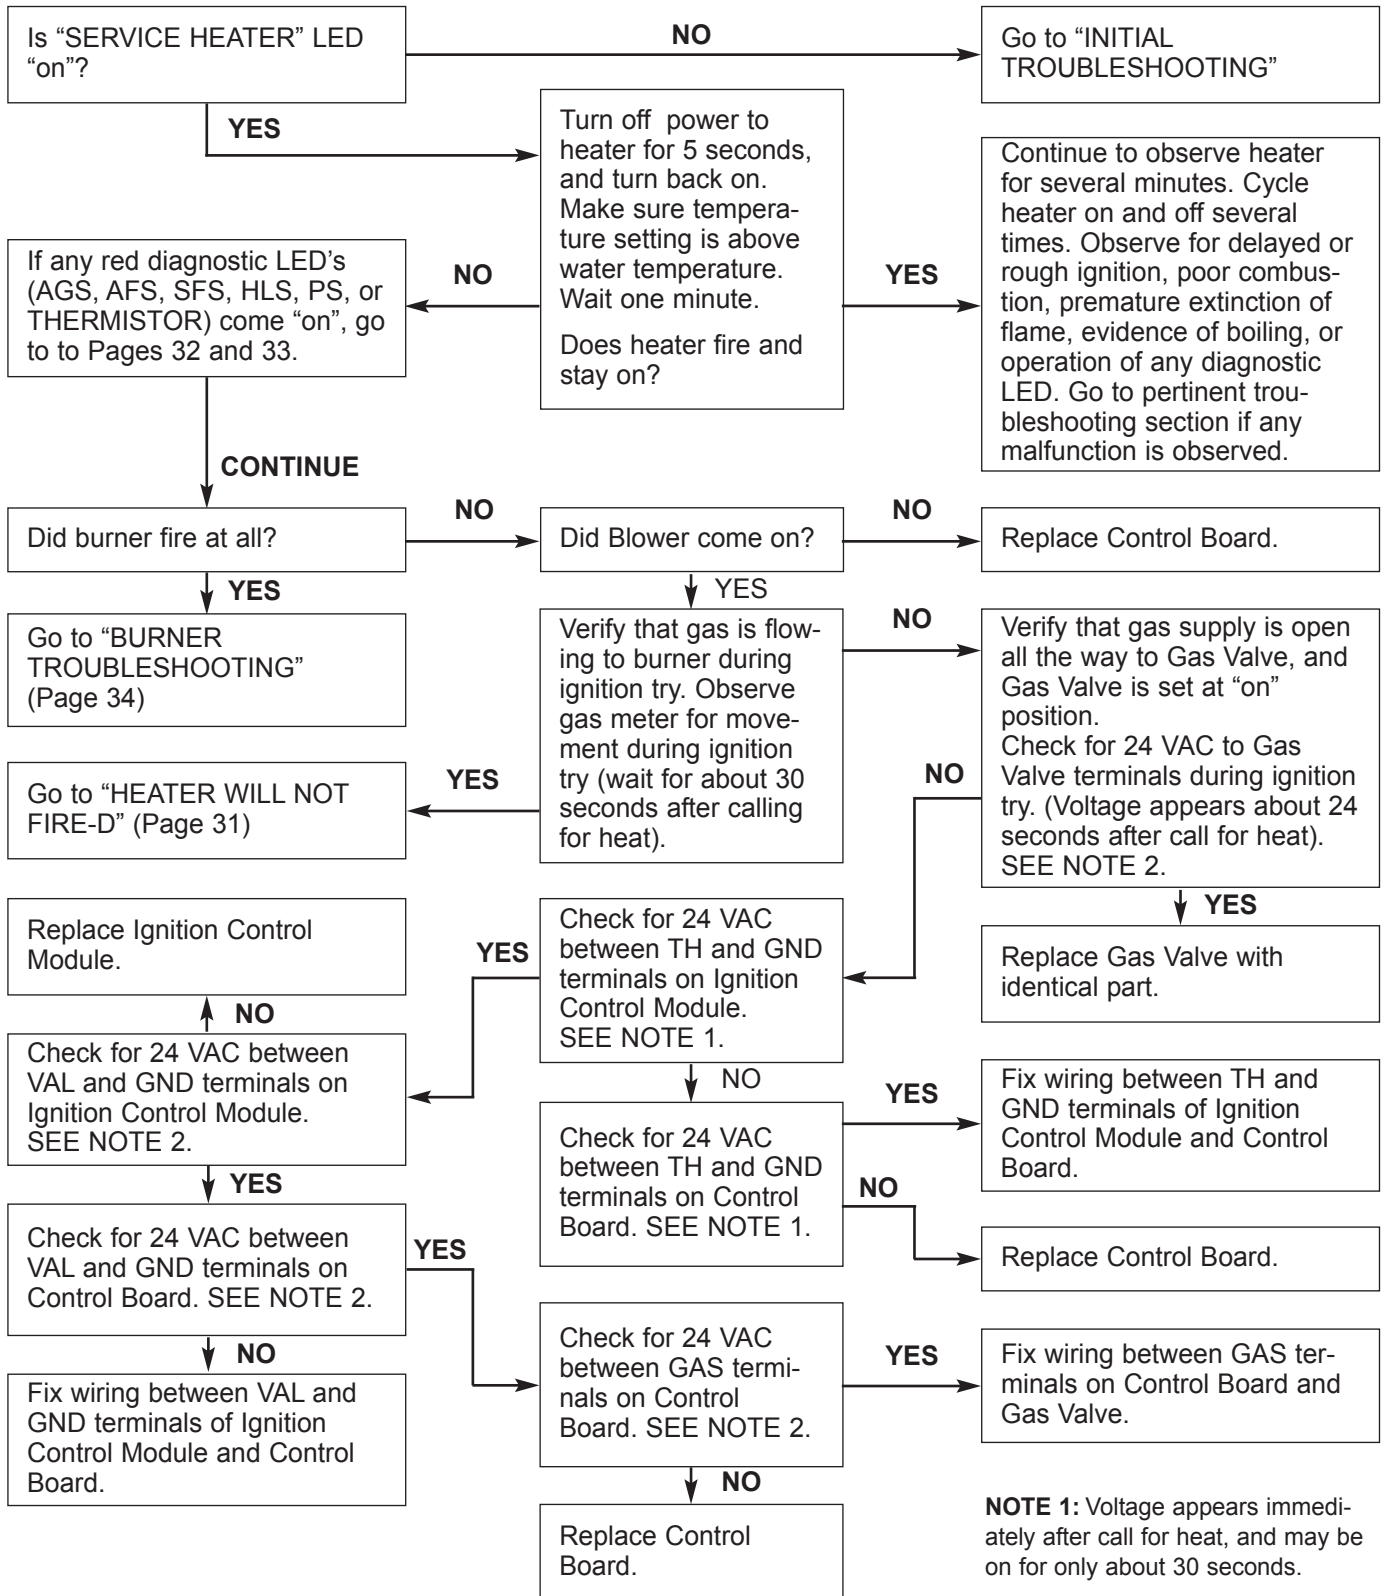 Is “SERVICE HEATER” LED
“on”?
NO
Go to “INITIAL
TROUBLESHOOTING”
YES
Turn off  power to
heater for 5 seconds,
and turn back on.
Make sure tempera-
ture setting is above
water temperature.
Wait one minute.
Does heater fire and
stay on?
YES
Continue to observe heater
for several minutes. Cycle
heater on and off several
times. Observe for delayed or
rough ignition, poor combus-
tion, premature extinction of
flame, evidence of boiling, or
operation of any diagnostic
LED. Go to pertinent trou-
bleshooting section if any
malfunction is observed.
NO
If any red diagnostic LED’s
(AGS, AFS, SFS, HLS, PS, or
THERMISTOR) come “on”, go
to to Pages 32 and 33.
CONTINUE
Did burner fire at all?
NO
Did Blower come on?
NO
Replace Control Board.
YES
Go to “BURNER
TROUBLESHOOTING”
(Page 34)
YES
Verify that gas is flow-
ing to burner during
ignition try. Observe
gas meter for move-
ment during ignition
try (wait for about 30
seconds after calling
for heat).
NO
Verify that gas supply is open
all the way to Gas Valve, and
Gas Valve is set at “on”
position.
Check for 24 VAC to Gas
Valve terminals during ignition
try. (Voltage appears about 24
seconds after call for heat).
SEE NOTE 2.
YES
Go to “HEATER WILL NOT
FIRE-D” (Page 31)
NO
YES
Replace Gas Valve with
identical part.
Check for 24 VAC
between TH and GND
terminals on Ignition
Control Module.
SEE NOTE 1.
YES
Replace Ignition Control
Module.
NO
Check for 24 VAC between
VAL and GND terminals on
Ignition Control Module.
SEE NOTE 2.
NO
Check for 24 VAC
between TH and GND
terminals on Control
Board. SEE NOTE 1.
YES
Fix wiring between TH and
GND terminals of Ignition
Control Module and Control
Board.
NO
Replace Control Board.
YES
Check for 24 VAC between
VAL and GND terminals on
Control Board. SEE NOTE 2.
YES
Check for 24 VAC
between GAS termi-
nals on Control
Board. SEE NOTE 2.
YES
Fix wiring between GAS ter-
minals on Control Board and
Gas Valve.
NO
Fix wiring between VAL and
GND terminals of Ignition
Control Module and Control
Board.
NO
Replace Control
Board.
NOTE 1: Voltage appears immedi-
ately after call for heat, and may be
on for only about 30 seconds.